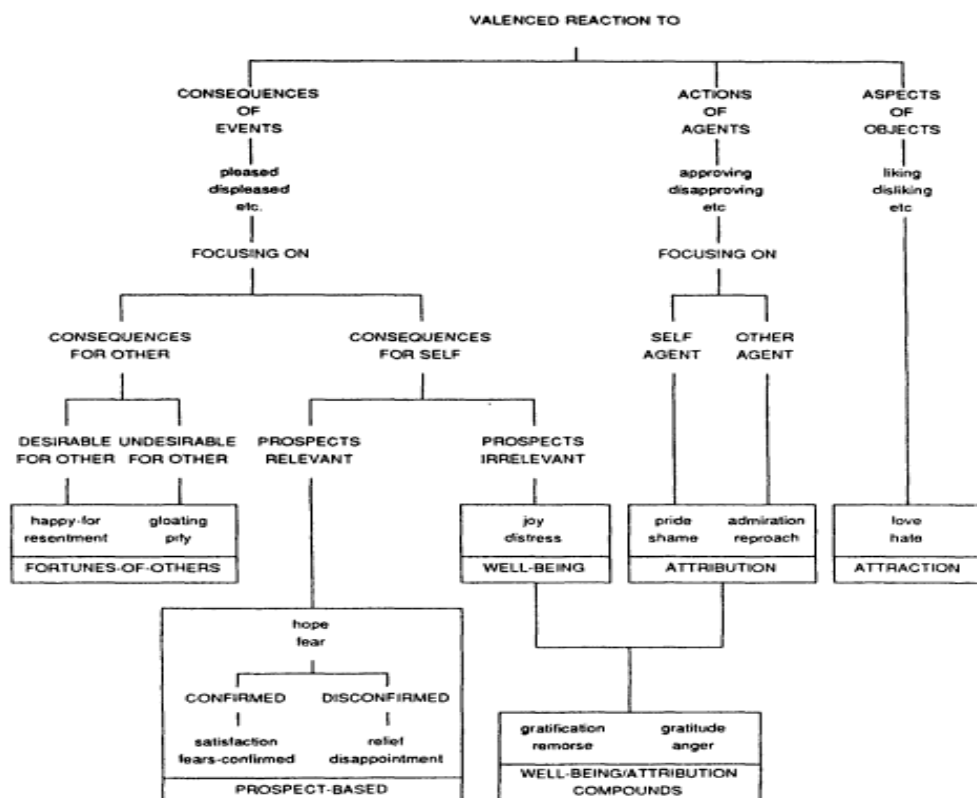 VALENCED REACTION TO
CONSEQUENCES
OF
EVENTS
ACTIONS
OF
AGENTS
ASPECTS
OF
OBJECTS
pleased
displeased
etc.
approving
disapproving
etc
liking
disliking
etc
FOCUSING ON
FOCUSING ON
CONSEQUENCES
FOR OTHER
CONSEQUENCES
FOR SELF
SELF
AGENT
OTHER
AGENT
DESIRABLE
FOR OTHER
UNDESIRABLE
FOR OTHER
PROSPECTS
RELEVANT
PROSPECTS
IRRELEVANT
happy-for
resentment
gloating
pity
FORTUNES-OF-OTHERS
joy
distress
WELL-BEING
pride
shame
admiration
reproach
ATTRIBUTION
love
hate
ATTRACTION
hope
fear
CONFIRMED
DISCONFIRMED
satisfaction
fears-confirmed
relief
disappointment
PROSPECT-BASED
gratification
remorse
gratitude
anger
WELL-BEING/ATTRIBUTION
COMPOUNDS